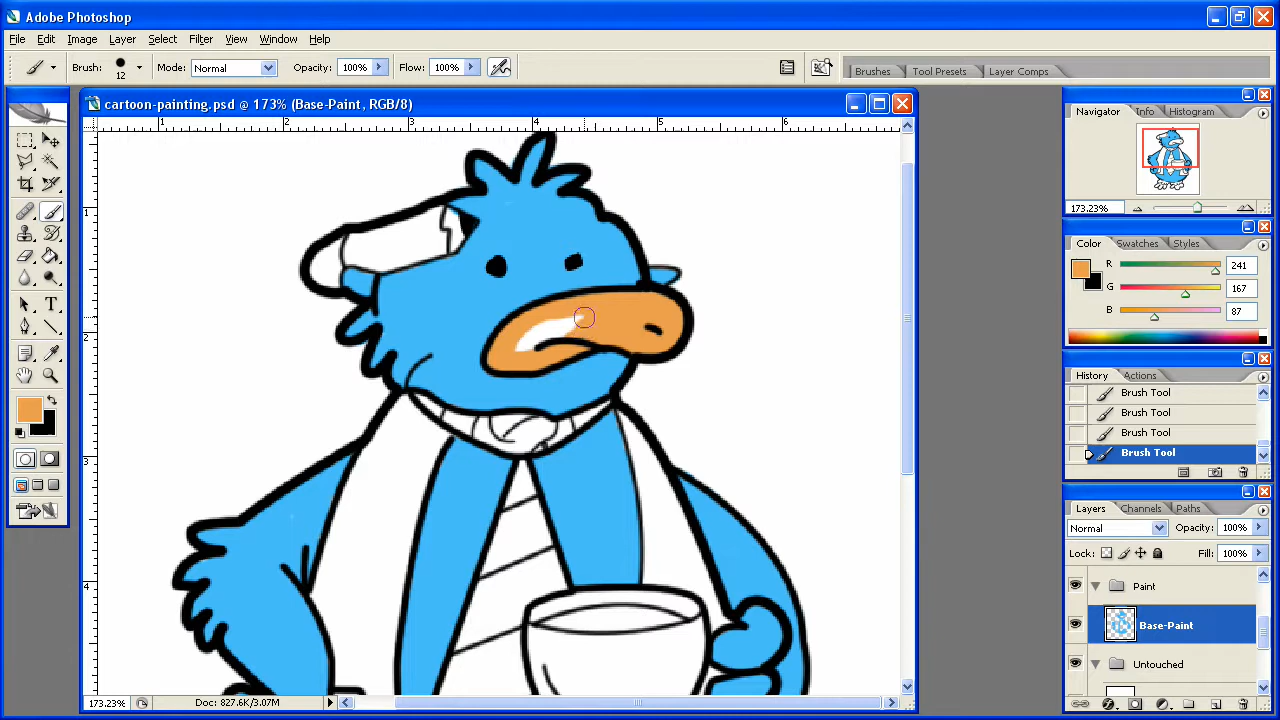 Adobe Photoshop
File Edit Image Layer Select Filter View Window Help
Brush: 12 Mode: Normal Opacity: 100% Flow: 100%
Brushes Tool Presets Layer Comps
cartoon-painting.psd @ 173% (Base-Paint, RGB/8)
1 2 3 4 5 6
1
2
3
4
173.23% Doc: 827.6K/3.07M
Navigator Info Histogram
173.23%
Color Swatches Styles
R 241
G 167
B 87
History Actions
Brush Tool
Brush Tool
Brush Tool
Brush Tool
Layers Channels Paths
Normal Opacity: 100%
Lock: Fill: 100%
Paint
Base-Paint
Untouched